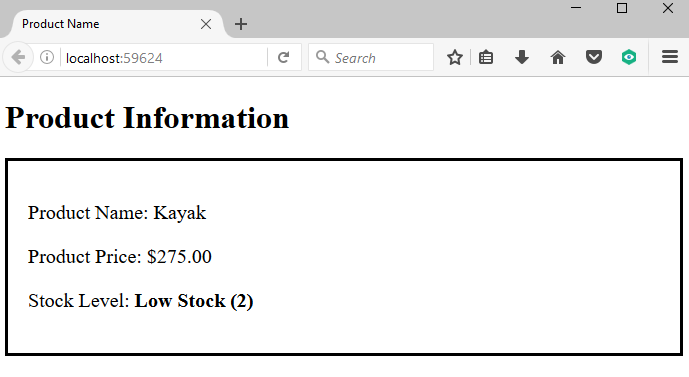 Product Name
localhost:59624
Search
Product Information
Product Name: Kayak
Product Price: $275.00
Stock Level: Low Stock (2)